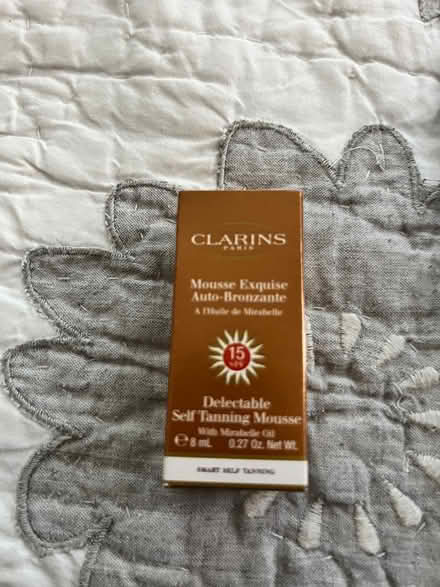 CLARINS
PARIS
Mousse Exquise
Auto-Bronzante
A l'Huile de Mirabelle
15
Delectable
Self Tanning Mousse
With Mirabelle Oil
℮ 8 mL 0.27 Oz. Net Wt.
SMART SELF TANNING